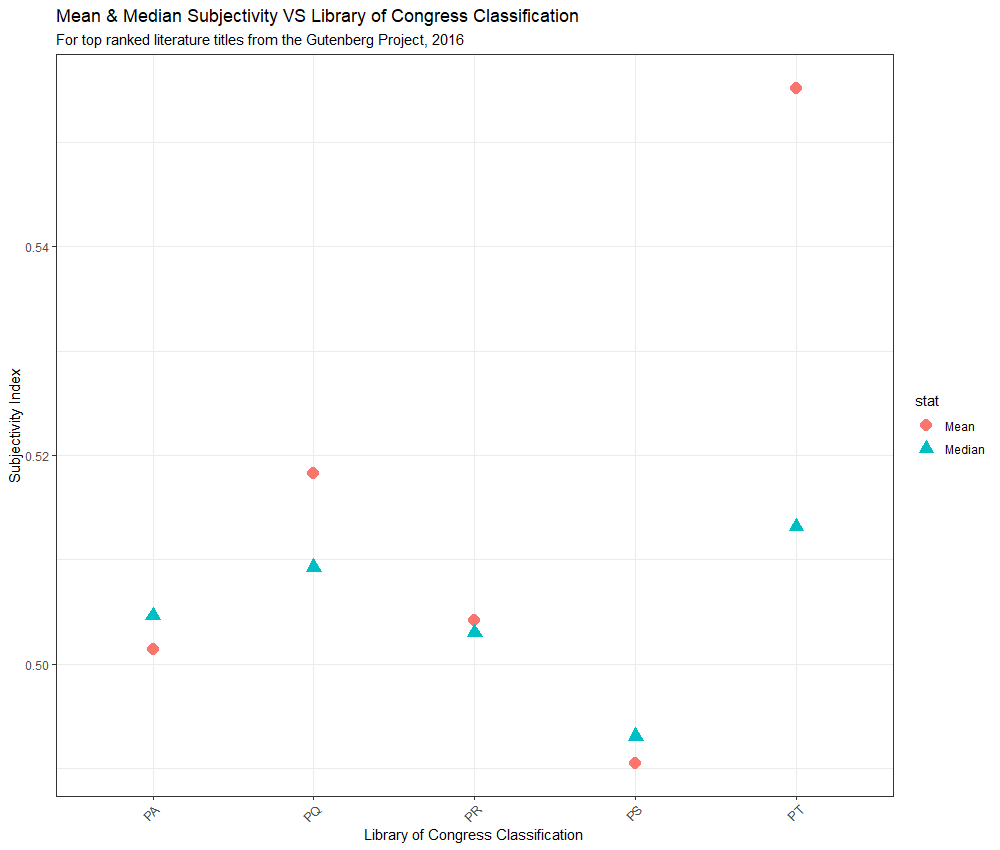 Mean & Median Subjectivity VS Library of Congress Classification
For top ranked literature titles from the Gutenberg Project, 2016
Subjectivity Index
0.54
0.52
0.50
PA
PQ
PR
PS
PT
Library of Congress Classification
stat
Mean
Median